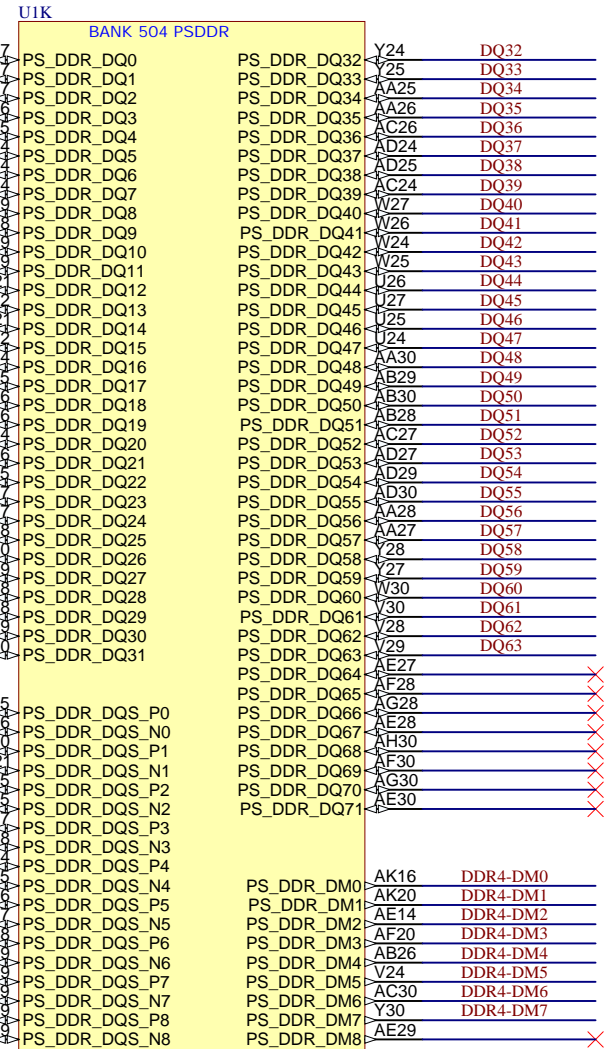 U1K
BANK 504 PSDDR
PS_DDR_DQ0 PS_DDR_DQ32 Y24 DQ32
PS_DDR_DQ1 PS_DDR_DQ33 Y25 DQ33
PS_DDR_DQ2 PS_DDR_DQ34 AA25 DQ34
PS_DDR_DQ3 PS_DDR_DQ35 AA26 DQ35
PS_DDR_DQ4 PS_DDR_DQ36 AC26 DQ36
PS_DDR_DQ5 PS_DDR_DQ37 AD24 DQ37
PS_DDR_DQ6 PS_DDR_DQ38 AD25 DQ38
PS_DDR_DQ7 PS_DDR_DQ39 AC24 DQ39
PS_DDR_DQ8 PS_DDR_DQ40 W27 DQ40
PS_DDR_DQ9 PS_DDR_DQ41 W26 DQ41
PS_DDR_DQ10 PS_DDR_DQ42 W24 DQ42
PS_DDR_DQ11 PS_DDR_DQ43 W25 DQ43
PS_DDR_DQ12 PS_DDR_DQ44 U26 DQ44
PS_DDR_DQ13 PS_DDR_DQ45 U27 DQ45
PS_DDR_DQ14 PS_DDR_DQ46 U25 DQ46
PS_DDR_DQ15 PS_DDR_DQ47 U24 DQ47
PS_DDR_DQ16 PS_DDR_DQ48 AA30 DQ48
PS_DDR_DQ17 PS_DDR_DQ49 AB29 DQ49
PS_DDR_DQ18 PS_DDR_DQ50 AB30 DQ50
PS_DDR_DQ19 PS_DDR_DQ51 AB28 DQ51
PS_DDR_DQ20 PS_DDR_DQ52 AC27 DQ52
PS_DDR_DQ21 PS_DDR_DQ53 AD27 DQ53
PS_DDR_DQ22 PS_DDR_DQ54 AD29 DQ54
PS_DDR_DQ23 PS_DDR_DQ55 AD30 DQ55
PS_DDR_DQ24 PS_DDR_DQ56 AA28 DQ56
PS_DDR_DQ25 PS_DDR_DQ57 AA27 DQ57
PS_DDR_DQ26 PS_DDR_DQ58 Y28 DQ58
PS_DDR_DQ27 PS_DDR_DQ59 Y27 DQ59
PS_DDR_DQ28 PS_DDR_DQ60 W30 DQ60
PS_DDR_DQ29 PS_DDR_DQ61 V30 DQ61
PS_DDR_DQ30 PS_DDR_DQ62 V28 DQ62
PS_DDR_DQ31 PS_DDR_DQ63 V29 DQ63
PS_DDR_DQ64 AE27
PS_DDR_DQ65 AF28
PS_DDR_DQS_P0 PS_DDR_DQ66 AG28
PS_DDR_DQS_N0 PS_DDR_DQ67 AE28
PS_DDR_DQS_P1 PS_DDR_DQ68 AH30
PS_DDR_DQS_N1 PS_DDR_DQ69 AF30
PS_DDR_DQS_P2 PS_DDR_DQ70 AG30
PS_DDR_DQS_N2 PS_DDR_DQ71 AE30
PS_DDR_DQS_P3
PS_DDR_DQS_N3
PS_DDR_DQS_P4
PS_DDR_DQS_N4 PS_DDR_DM0 AK16 DDR4-DM0
PS_DDR_DQS_P5 PS_DDR_DM1 AK20 DDR4-DM1
PS_DDR_DQS_N5 PS_DDR_DM2 AE14 DDR4-DM2
PS_DDR_DQS_P6 PS_DDR_DM3 AF20 DDR4-DM3
PS_DDR_DQS_N6 PS_DDR_DM4 AB26 DDR4-DM4
PS_DDR_DQS_P7 PS_DDR_DM5 V24 DDR4-DM5
PS_DDR_DQS_N7 PS_DDR_DM6 AC30 DDR4-DM6
PS_DDR_DQS_P8 PS_DDR_DM7 Y30 DDR4-DM7
PS_DDR_DQS_N8 PS_DDR_DM8 AE29